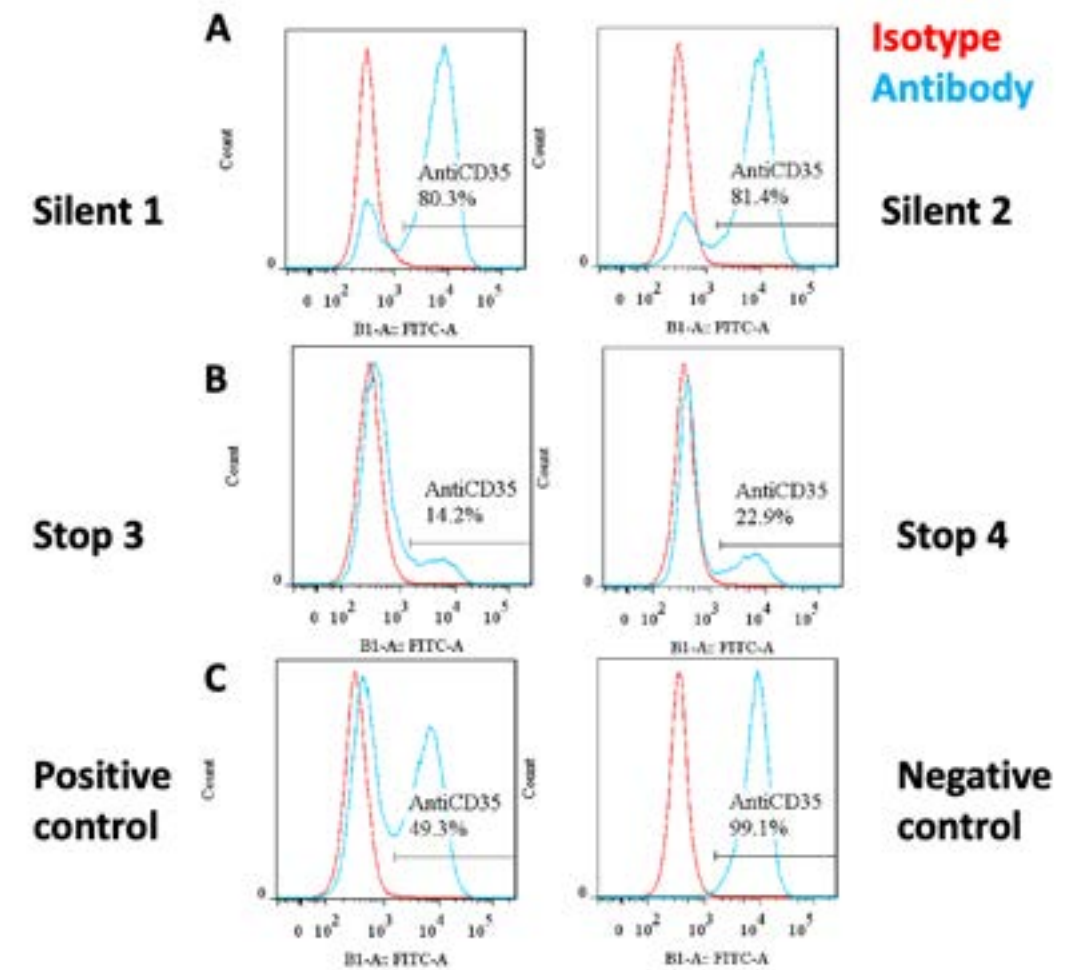 A
Isotype
Antibody
Silent 1
Count
AntiCD35
80.3%
0
0 10² 10³ 10⁴ 10⁵
B1-A:: FITC-A
Count
AntiCD35
81.4%
0
0 10² 10³ 10⁴ 10⁵
B1-A:: FITC-A
Silent 2
B
Stop 3
Count
AntiCD35
14.2%
0
0 10² 10³ 10⁴ 10⁵
B1-A:: FITC-A
Count
AntiCD35
22.9%
0
0 10² 10³ 10⁴ 10⁵
B1-A:: FITC-A
Stop 4
C
Positive
control
Count
AntiCD35
49.3%
0
0 10² 10³ 10⁴ 10⁵
B1-A:: FITC-A
Count
AntiCD35
99.1%
0
0 10² 10³ 10⁴ 10⁵
B1-A:: FITC-A
Negative
control